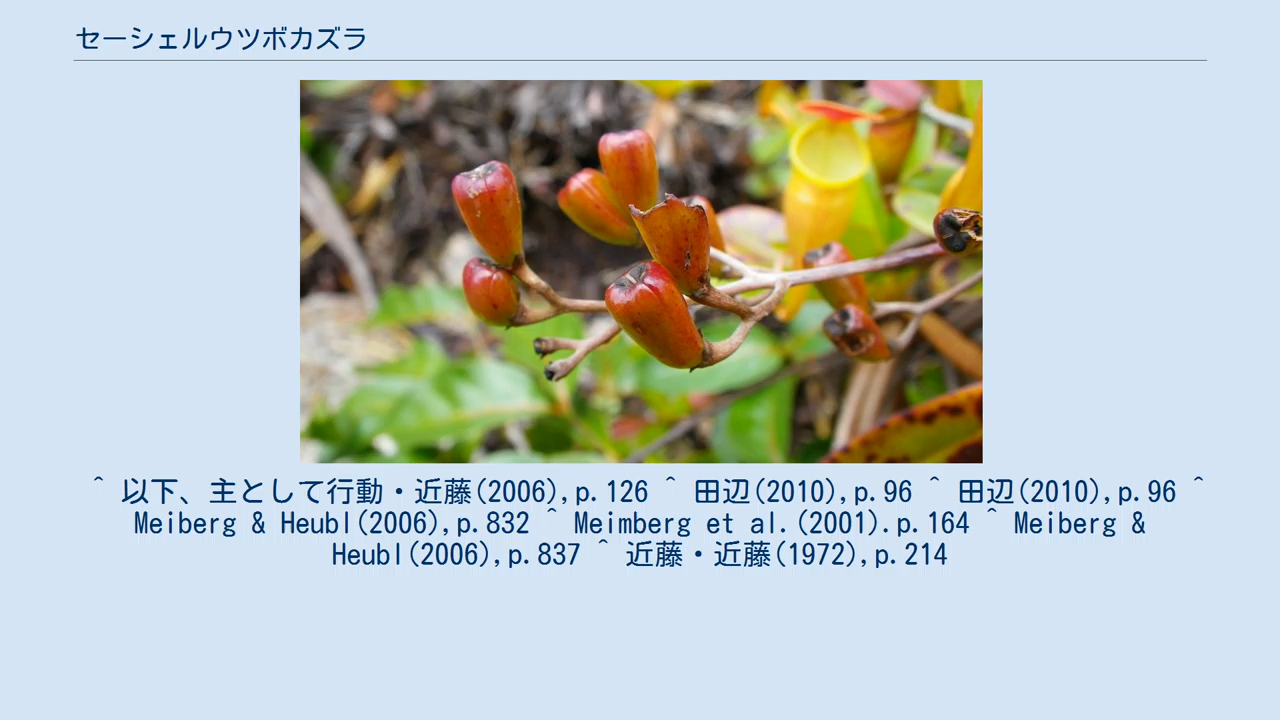 セーシェルウツボカズラ
^ 以下、主として行動・近藤(2006),p.126 ^ 田辺(2010),p.96 ^ 田辺(2010),p.96 ^
Meiberg & Heubl(2006),p.832 ^ Meimberg et al.(2001).p.164 ^ Meiberg &
Heubl(2006),p.837 ^ 近藤・近藤(1972),p.214